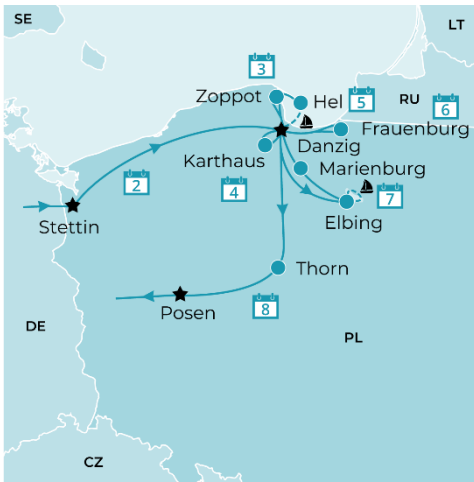 SE
LT
3
Zoppot
Hel
5
RU
6
Danzig
Frauenburg
Karthaus
2
4
Marienburg
7
Stettin
Elbing
Thorn
8
Posen
DE
PL
CZ